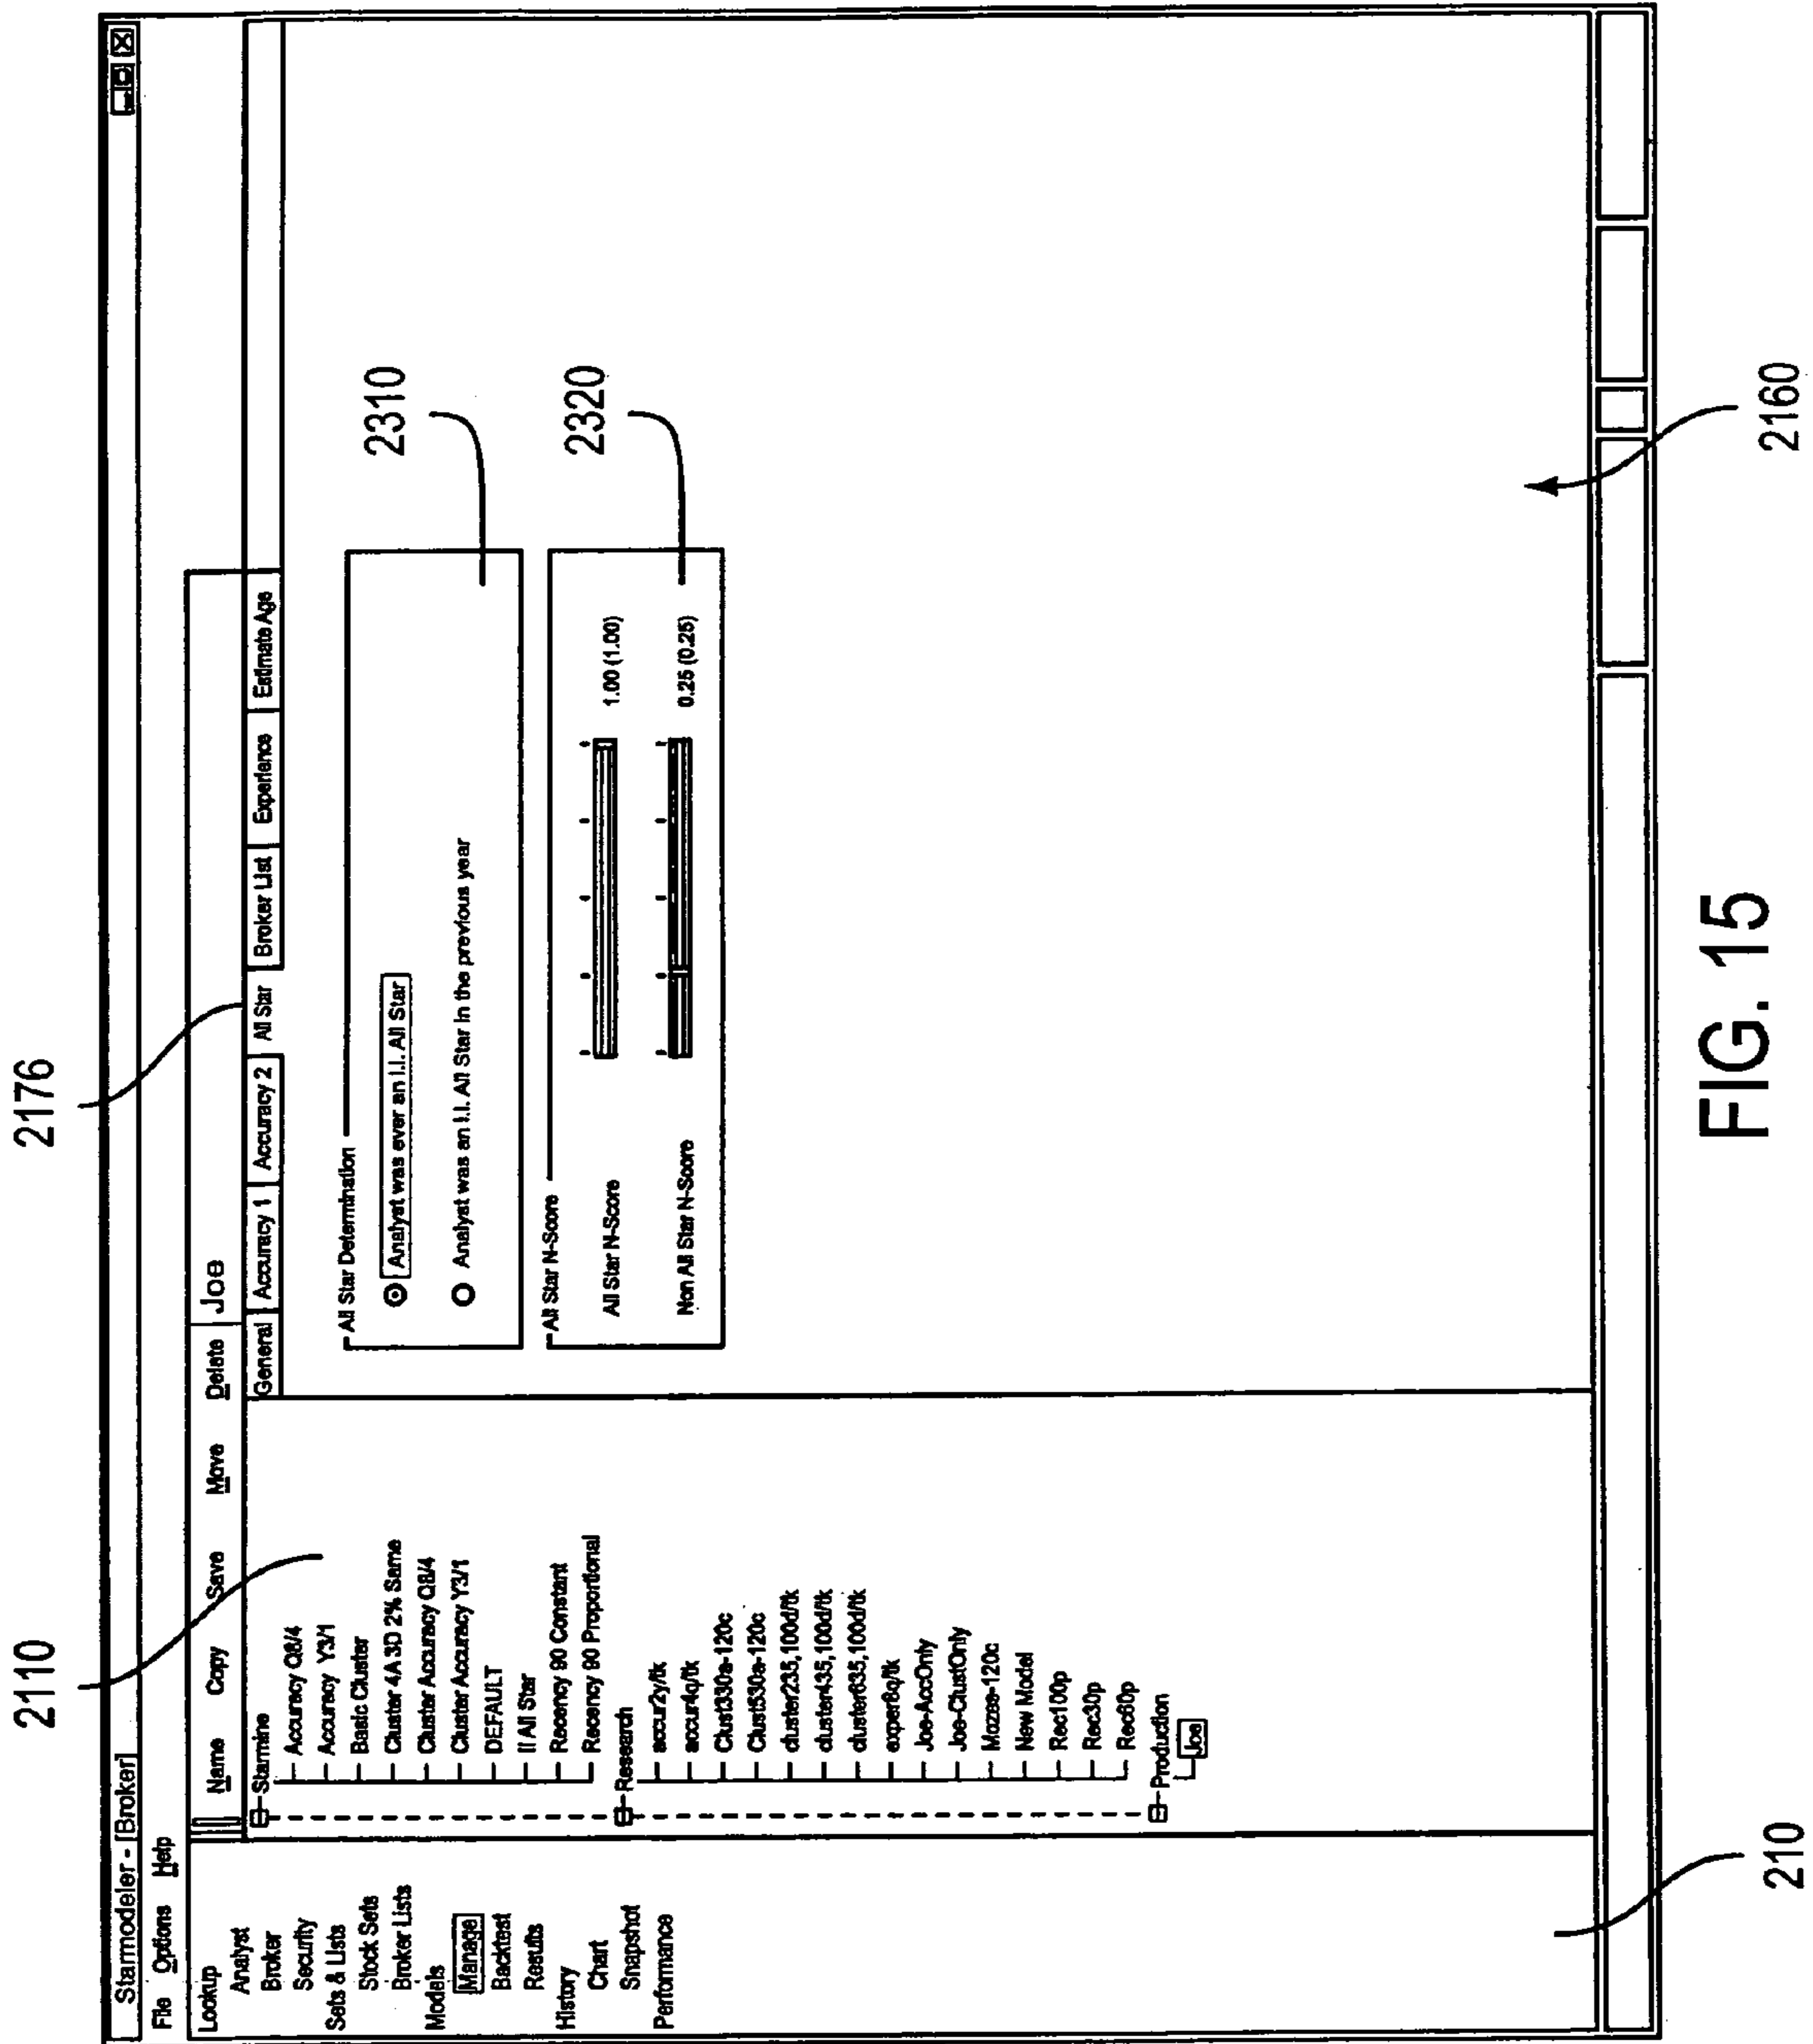 2110
2176
Starmodeler - [Broker]
File Options Help
Lookup
Analyst
Broker
Security
Sets & Lists
Stock Sets
Broker Lists
Models
Manage
Backtest
Results
History
Chart
Snapshot
Performance
Name Copy Save Move Delete Joe
Starmine
Accuracy Q8/4
Accuracy Y3/1
Basic Cluster
Cluster 4A 3D 2% Same
Cluster Accuracy Q8/4
Cluster Accuracy Y3/1
DEFAULT
II All Star
Recency 90 Constant
Recency 90 Proportional
Research
accur2y/tk
accur4q/tk
Clust330a-120c
Clust530a-120c
cluster235,100d/tk
cluster435,100d/tk
cluster635,100d/tk
exper8q/tk
Joe-AccOnly
Joe-ClustOnly
Mozes-120c
New Model
Rec100p
Rec30p
Rec60p
Production
Joe
General Accuracy 1 Accuracy 2 All Star Broker List Experience Estimate Age
All Star Determination
Analyst was ever an I.I. All Star
Analyst was an I.I. All Star in the previous year
2310
All Star N-Score
All Star N-Score 1.00 (1.00)
Non All Star N-Score 0.25 (0.25)
2320
210
2160
FIG. 15